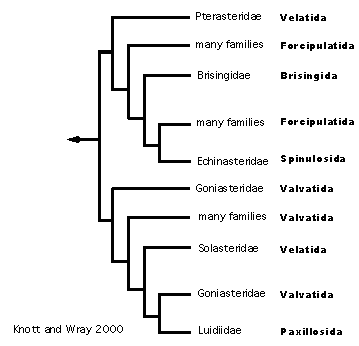 Pterasteridae Velatida
many families Forcipulatida
Brisingidae Brisingida
many families Forcipulatida
Echinasteridae Spinulosida
Goniasteridae Valvatida
many families Valvatida
Solasteridae Velatida
Goniasteridae Valvatida
Luidiidae Paxillosida
Knott and Wray 2000